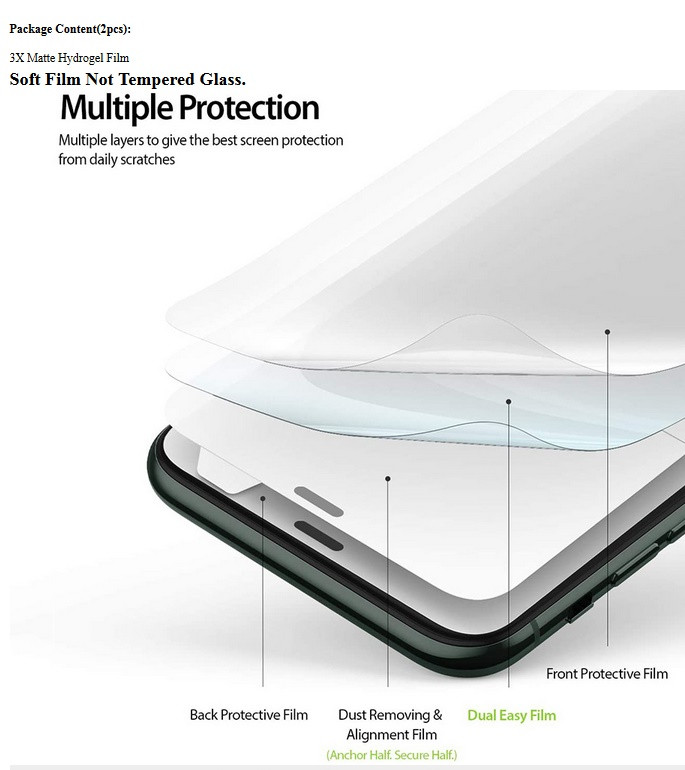 Package Content(2pcs):
3X Matte Hydrogel Film
Soft Film Not Tempered Glass.
Multiple Protection
Multiple layers to give the best screen protection
from daily scratches
Front Protective Film
Back Protective Film
Dust Removing &
Alignment Film
(Anchor Half. Secure Half.)
Dual Easy Film